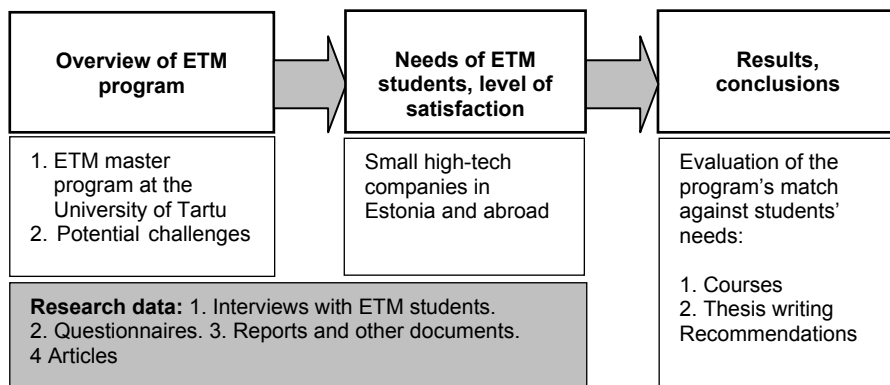 Overview of ETM
program
Needs of ETM
students, level of
satisfaction
Results,
conclusions
1. ETM master
program at the
University of Tartu
2. Potential challenges
Small high-tech
companies in
Estonia and abroad
Evaluation of the
program's match
against students'
needs:
1. Courses
2. Thesis writing
Recommendations
Research data: 1. Interviews with ETM students.
2. Questionnaires. 3. Reports and other documents.
4 Articles